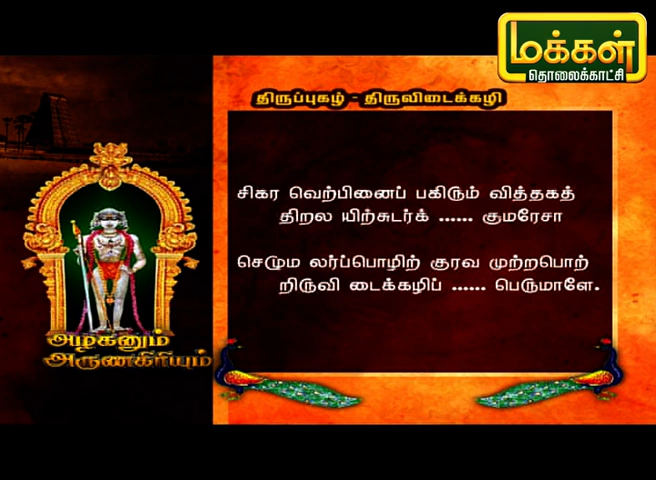 மக்கள்
தொலைக்காட்சி
திருப்புகழ் - திருவிடைக்கழி
சிகர வெற்பினைப் பகிரும் வித்தகத்
திறல யிற்சுடர்க் ...... குமரேசா
செழும லர்ப்பொழிற் குரவ முற்றபொற்
றிருவி டைக்கழிப் ...... பெருமாளே.
அழகனும்
அருணகிரியும்